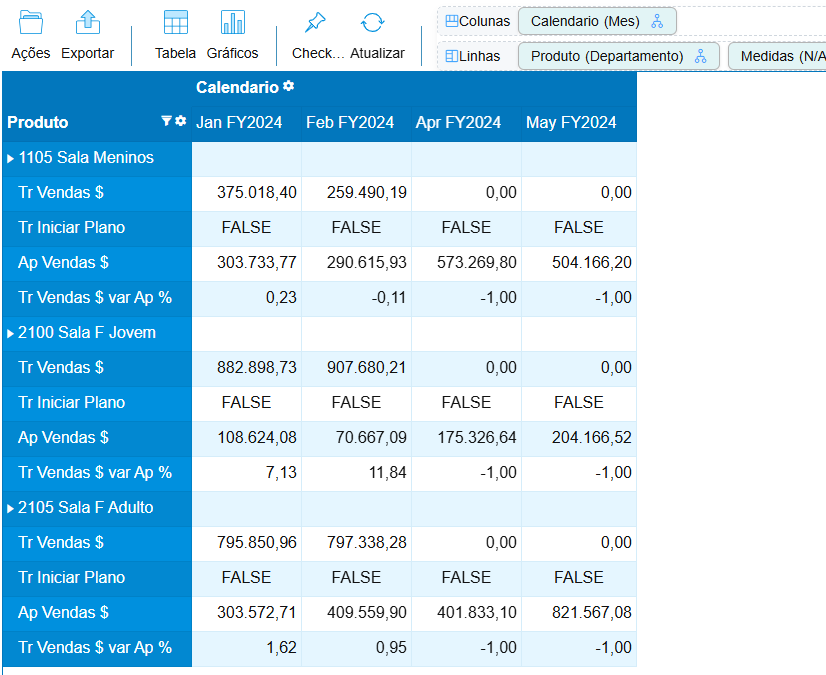 Ações Exportar Tabela Gráficos Check... Atualizar
Colunas Calendario (Mes)
Linhas Produto (Departamento) Medidas (N/A
Calendario
Produto Jan FY2024 Feb FY2024 Apr FY2024 May FY2024
1105 Sala Meninos
Tr Vendas $ 375.018,40 259.490,19 0,00 0,00
Tr Iniciar Plano FALSE FALSE FALSE FALSE
Ap Vendas $ 303.733,77 290.615,93 573.269,80 504.166,20
Tr Vendas $ var Ap % 0,23 -0,11 -1,00 -1,00
2100 Sala F Jovem
Tr Vendas $ 882.898,73 907.680,21 0,00 0,00
Tr Iniciar Plano FALSE FALSE FALSE FALSE
Ap Vendas $ 108.624,08 70.667,09 175.326,64 204.166,52
Tr Vendas $ var Ap % 7,13 11,84 -1,00 -1,00
2105 Sala F Adulto
Tr Vendas $ 795.850,96 797.338,28 0,00 0,00
Tr Iniciar Plano FALSE FALSE FALSE FALSE
Ap Vendas $ 303.572,71 409.559,90 401.833,10 821.567,08
Tr Vendas $ var Ap % 1,62 0,95 -1,00 -1,00